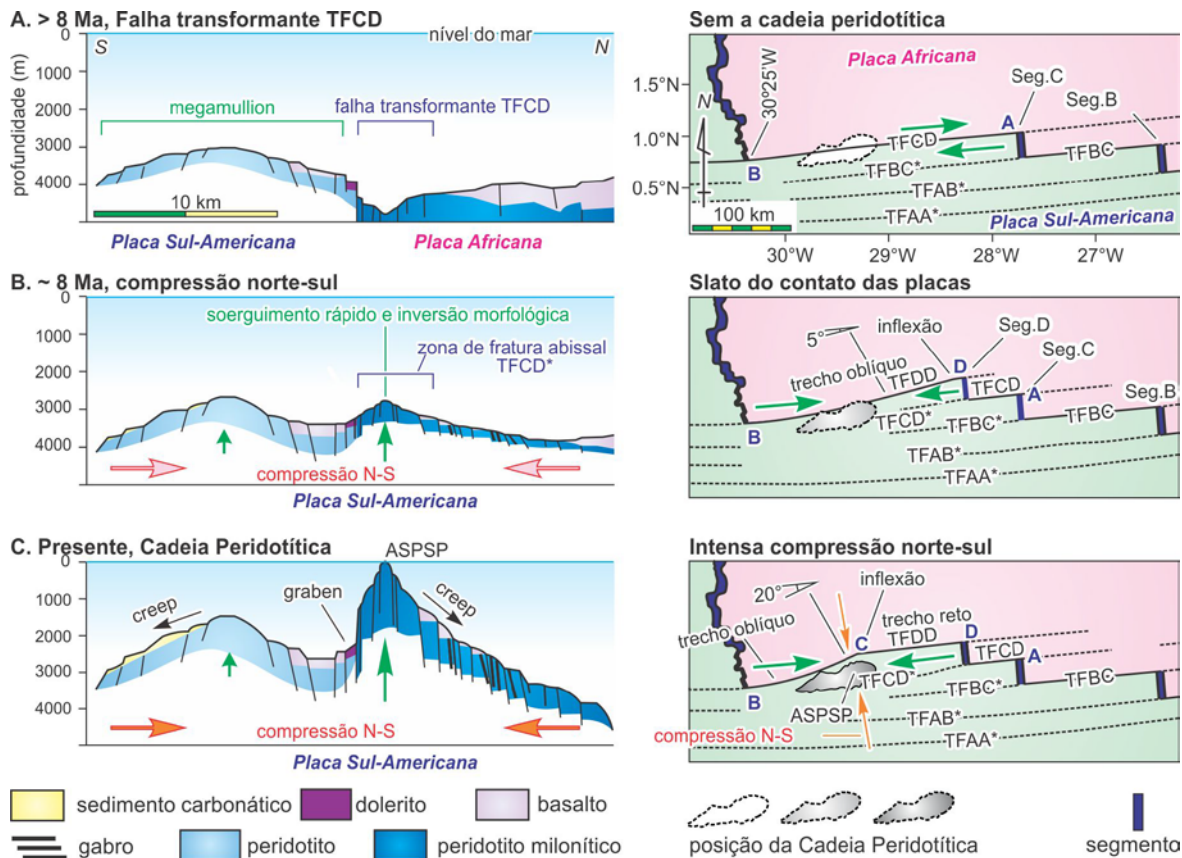 A. > 8 Ma, Falha transformante TFCD
S
nível do mar
N
profundidade (m)
0
1000
2000
3000
4000
megamullion
falha transformante TFCD
10 km
Placa Sul-Americana
Placa Africana
Sem a cadeia peridotítica
Placa Africana
1.5°N
1.0°N
0.5°N
N
30°25'W
Seg.C
Seg.B
A
TFCD
TFBC
B
TFBC*
TFAB*
TFAA*
Placa Sul-Americana
100 km
30°W
29°W
28°W
27°W
B. ~ 8 Ma, compressão norte-sul
0
1000
2000
3000
4000
soerguimento rápido e inversão morfológica
zona de fratura abissal
TFCD*
compressão N-S
Placa Sul-Americana
Slato do contato das placas
5°
inflexão
Seg.D
Seg.C
Seg.B
trecho oblíquo
TFDD
D
TFCD
A
TFBC
B
TFCD*
TFBC*
TFAB*
TFAA*
C. Presente, Cadeia Peridotítica
ASPSP
0
1000
2000
3000
4000
creep
graben
creep
compressão N-S
Placa Sul-Americana
Intensa compressão norte-sul
20°
inflexão
trecho oblíquo
trecho reto
C
TFDD
D
TFCD
A
TFBC
B
TFCD*
ASPSP
TFBC*
TFAB*
TFAA*
compressão N-S
sedimento carbonático
dolerito
basalto
gabro
peridotito
peridotito milonítico
posição da Cadeia Peridotítica
segmento